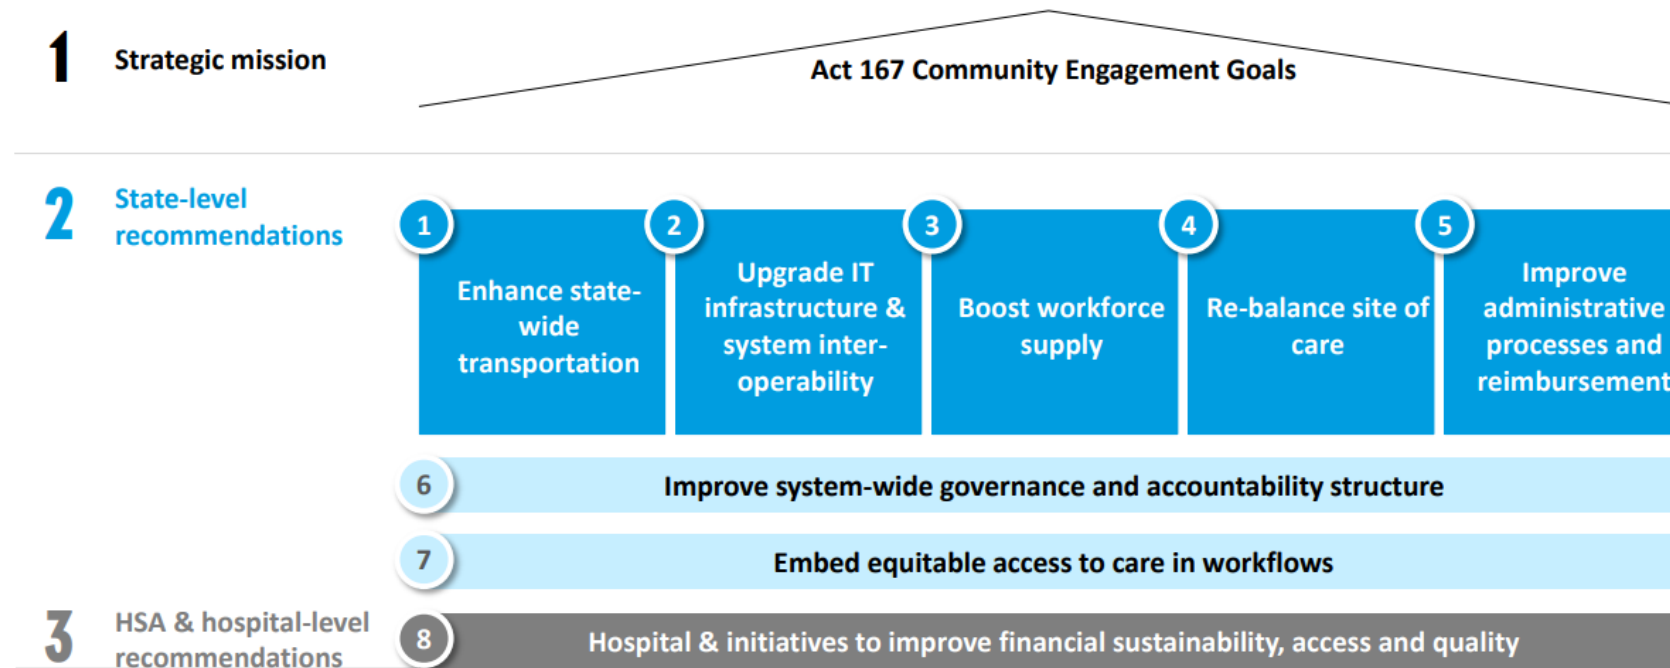 1
Strategic mission
Act 167 Community Engagement Goals
2
State-level
recommendations
1
Enhance state-
wide
transportation
2
Upgrade IT
infrastructure &
system inter-
operability
3
Boost workforce
supply
4
Re-balance site of
care
5
Improve
administrative
processes and
reimbursement
6
Improve system-wide governance and accountability structure
7
Embed equitable access to care in workflows
3
HSA & hospital-level
recommendations
8
Hospital & initiatives to improve financial sustainability, access and quality